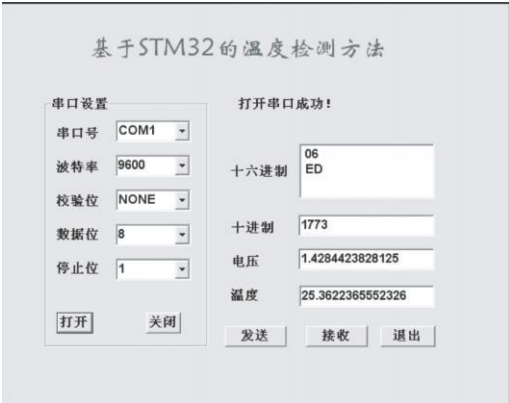 基于STM32的温度检测方法
串口设置
串口号 COM1
波特率 9600
校验位 NONE
数据位 8
停止位 1
打开 关闭
打开串口成功!
十六进制 06
ED
十进制 1773
电压 1.4284423828125
温度 25.3622365552326
发送 接收 退出